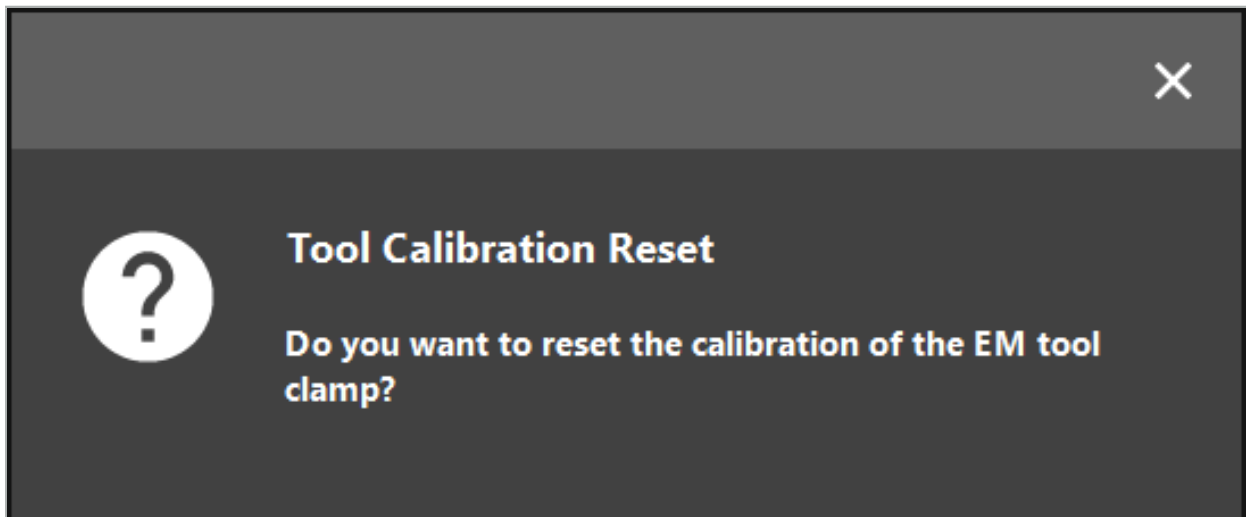 Tool Calibration Reset
Do you want to reset the calibration of the EM tool
clamp?